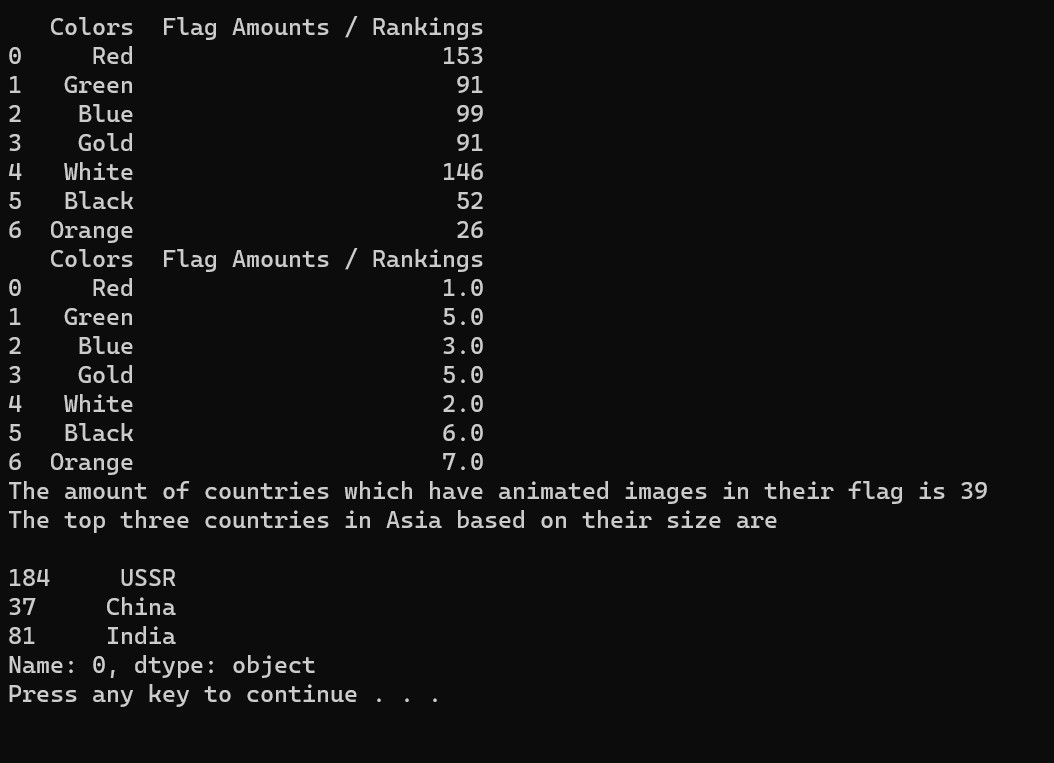 Colors  Flag Amounts / Rankings
0     Red                      153
1   Green                       91
2    Blue                       99
3    Gold                       91
4   White                      146
5   Black                       52
6  Orange                       26
   Colors  Flag Amounts / Rankings
0     Red                      1.0
1   Green                      5.0
2    Blue                      3.0
3    Gold                      5.0
4   White                      2.0
5   Black                      6.0
6  Orange                      7.0
The amount of countries which have animated images in their flag is 39
The top three countries in Asia based on their size are

184     USSR
37     China
81     India
Name: 0, dtype: object
Press any key to continue . . .